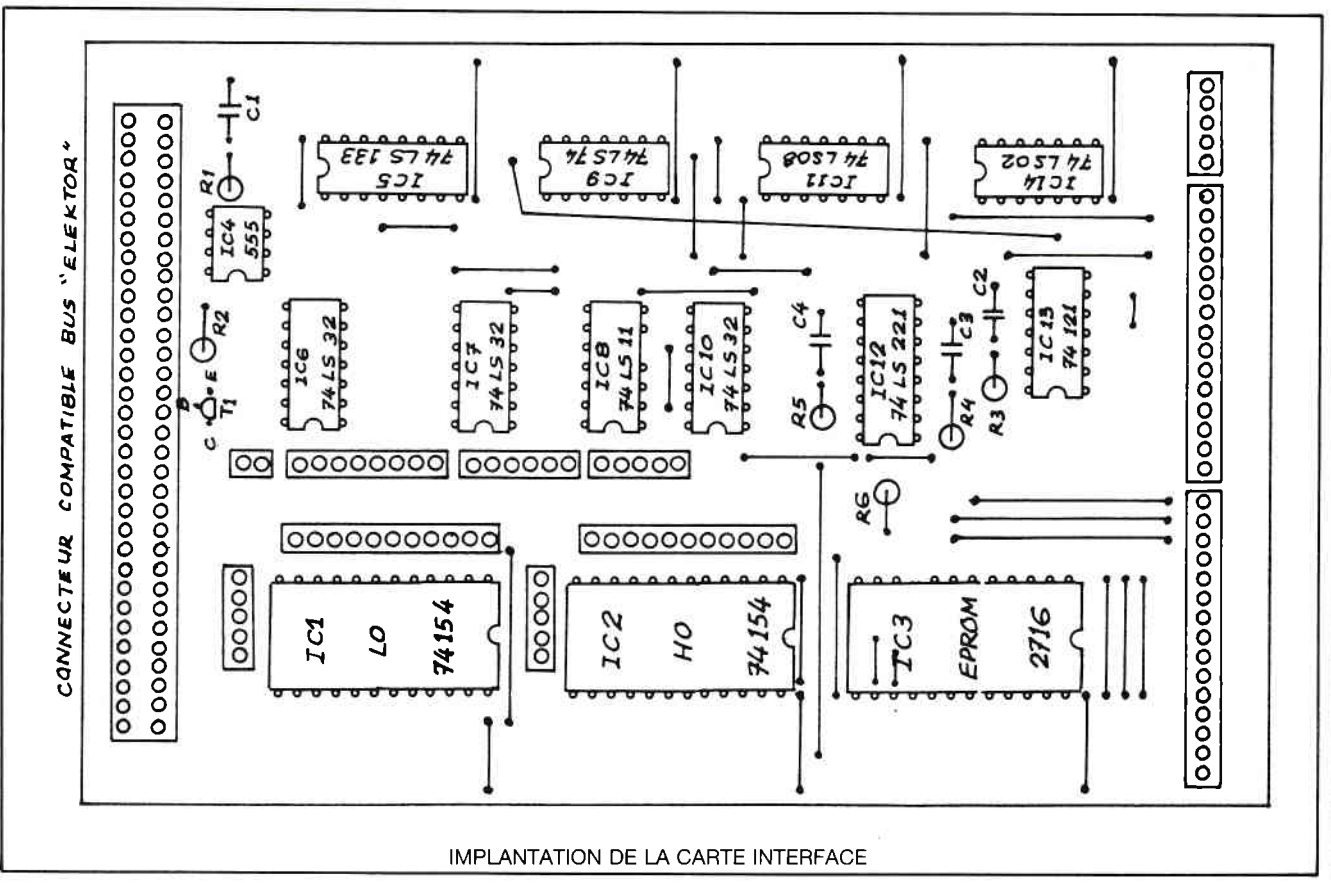 CONNECTEUR COMPATIBLE BUS "ELEKTOR"
C1
R1
IC4
555
R2
B
E
C
T1
74 LS 133
IC5
74 LS 74
IC9
74 LS08
IC11
74 LS02
IC14
IC6
74 LS 32
IC7
74 LS 32
IC8
74 LS 11
IC10
74 LS 32
C4
R5
IC12
74 LS 221
C3
R4
C2
R3
IC 13
74 121
R6
IC1
LO
74154
IC2
HO
74154
IC3
EPROM
2716
IMPLANTATION DE LA CARTE INTERFACE